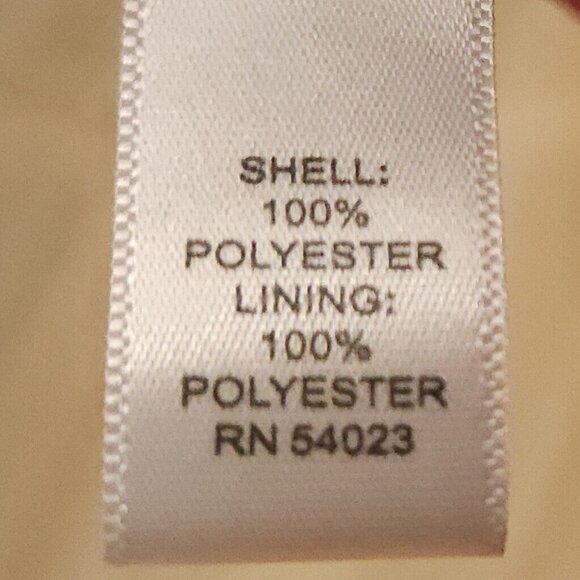 SHELL:
100%
POLYESTER
LINING:
100%
POLYESTER
RN 54023